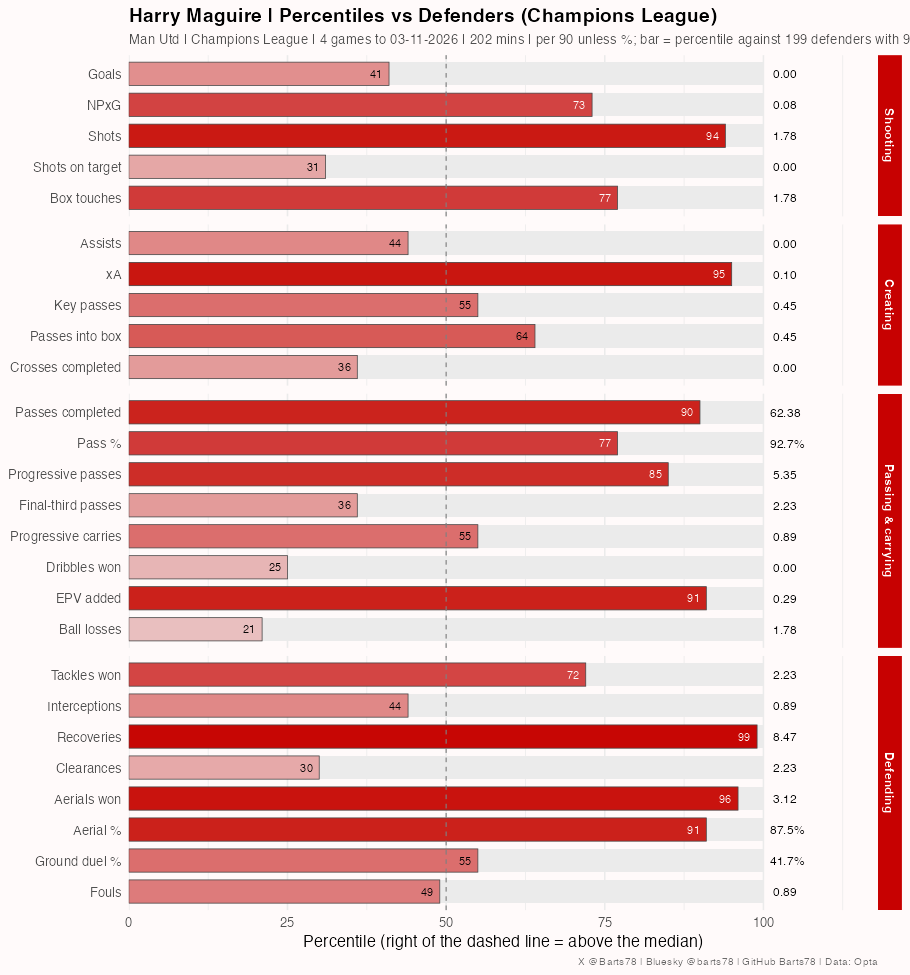 Harry Maguire | Percentiles vs Defenders (Champions League)
Man Utd | Champions League | 4 games to 03-11-2026 | 202 mins | per 90 unless %; bar = percentile against 199 defenders with 9
Goals 41 0.00
NPxG 73 0.08
Shots 94 1.78
Shots on target 31 0.00
Box touches 77 1.78
Shooting
Assists 44 0.00
xA 95 0.10
Key passes 55 0.45
Passes into box 64 0.45
Crosses completed 36 0.00
Creating
Passes completed 90 62.38
Pass % 77 92.7%
Progressive passes 85 5.35
Final-third passes 36 2.23
Progressive carries 55 0.89
Dribbles won 25 0.00
EPV added 91 0.29
Ball losses 21 1.78
Passing & carrying
Tackles won 72 2.23
Interceptions 44 0.89
Recoveries 99 8.47
Clearances 30 2.23
Aerials won 96 3.12
Aerial % 91 87.5%
Ground duel % 55 41.7%
Fouls 49 0.89
Defending
0 25 50 75 100
Percentile (right of the dashed line = above the median)
X @Barts78 | Bluesky @barts78 | GitHub Barts78 | Data: Opta